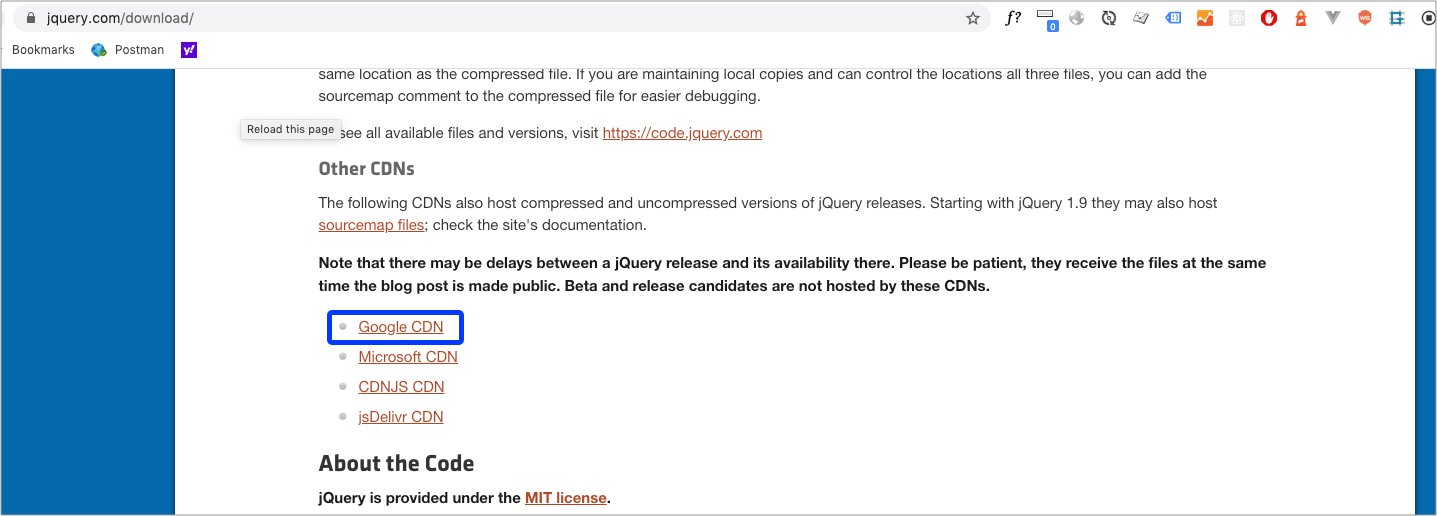 jquery.com/download/
f?
0
Bookmarks
Postman
y!
same location as the compressed file. If you are maintaining local copies and can control the locations all three files, you can add the
sourcemap comment to the compressed file for easier debugging.
Reload this page
see all available files and versions, visit https://code.jquery.com
Other CDNs
The following CDNs also host compressed and uncompressed versions of jQuery releases. Starting with jQuery 1.9 they may also host
sourcemap files; check the site's documentation.
Note that there may be delays between a jQuery release and its availability there. Please be patient, they receive the files at the same
time the blog post is made public. Beta and release candidates are not hosted by these CDNs.
Google CDN
Microsoft CDN
CDNJS CDN
jsDelivr CDN
About the Code
jQuery is provided under the MIT license.